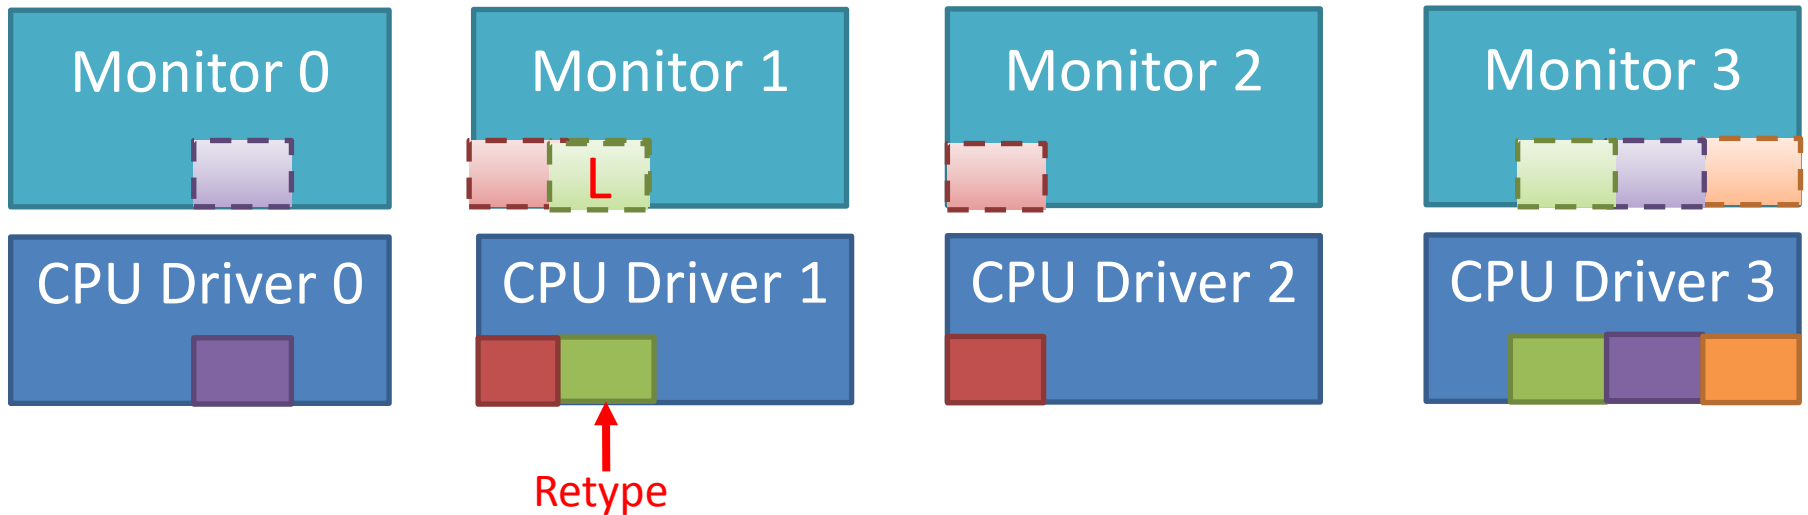 Monitor 0
Monitor 1
Monitor 2
Monitor 3
L
CPU Driver 0
CPU Driver 1
CPU Driver 2
CPU Driver 3
Retype